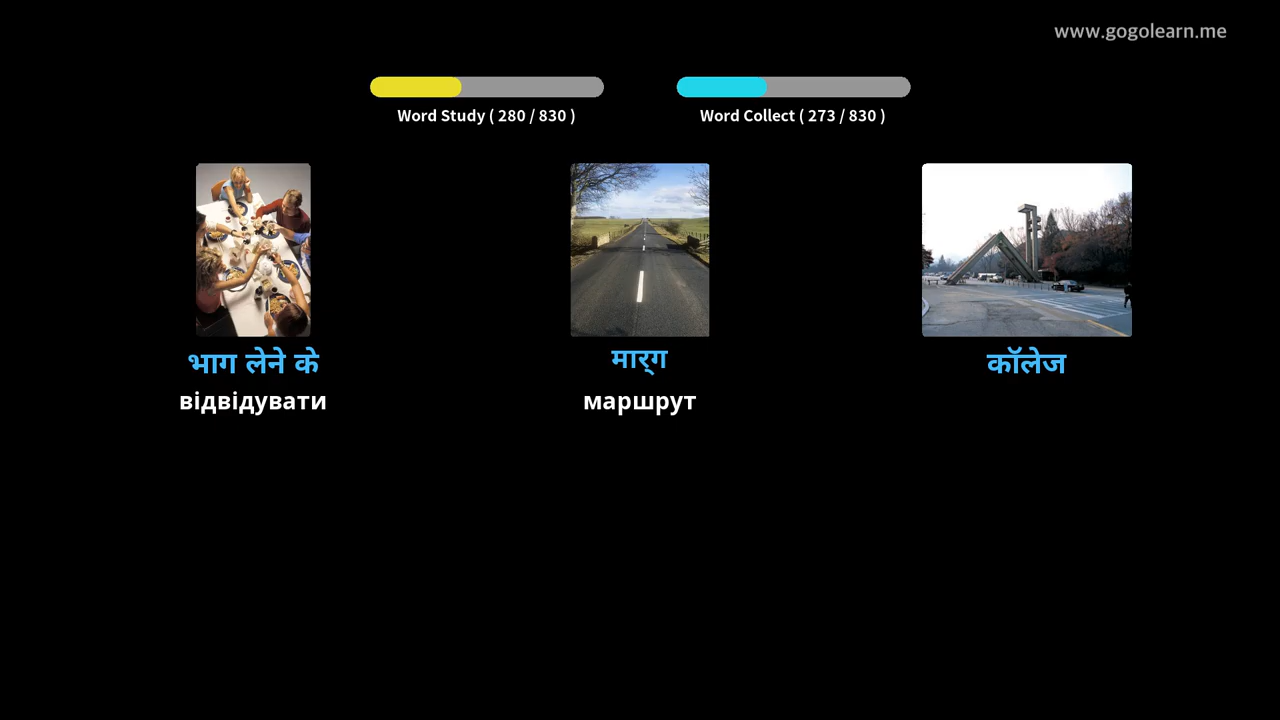 www.gogolearn.me
Word Study ( 280 / 830 )
Word Collect ( 273 / 830 )
भाग लेने के
मार्‌ग
कॉलेज
відвідувати
маршрут